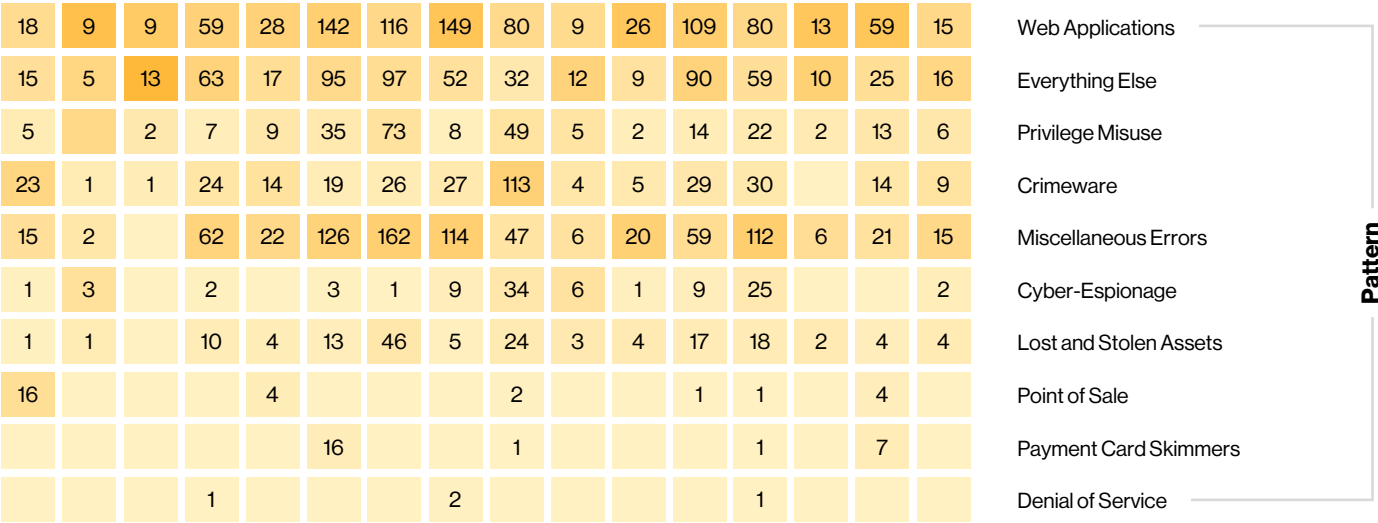 18 9 9 59 28 142 116 149 80 9 26 109 80 13 59 15 Web Applications
15 5 13 63 17 95 97 52 32 12 9 90 59 10 25 16 Everything Else
5 2 7 9 35 73 8 49 5 2 14 22 2 13 6 Privilege Misuse
23 1 1 24 14 19 26 27 113 4 5 29 30 14 9 Crimeware
15 2 62 22 126 162 114 47 6 20 59 112 6 21 15 Miscellaneous Errors
1 3 2 3 1 9 34 6 1 9 25 2 Cyber-Espionage
1 1 10 4 13 46 5 24 3 4 17 18 2 4 4 Lost and Stolen Assets
16 4 2 1 1 4 Point of Sale
16 1 1 7 Payment Card Skimmers
1 2 1 Denial of Service
Pattern